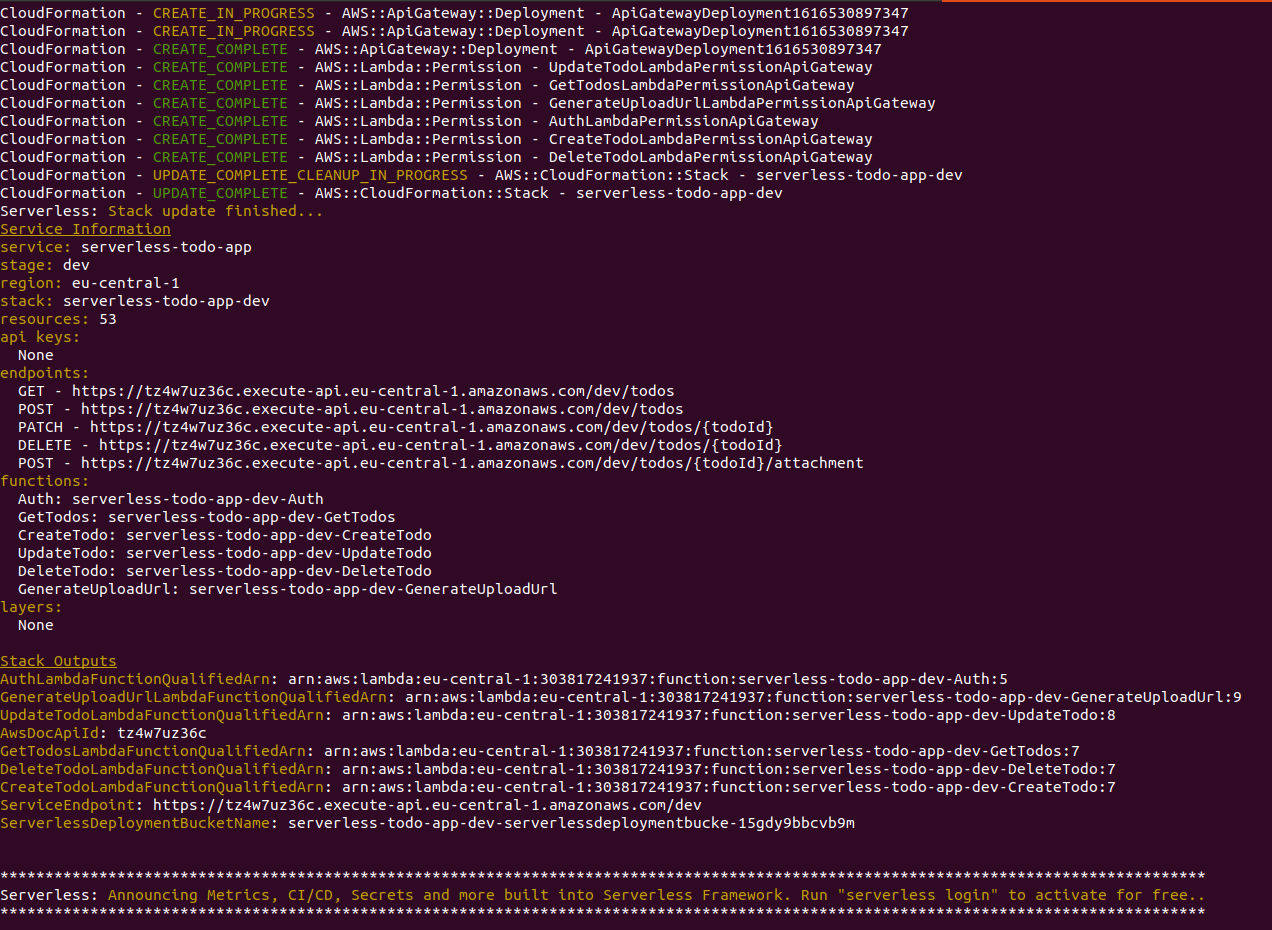 CloudFormation - CREATE_IN_PROGRESS - AWS::ApiGateway::Deployment - ApiGatewayDeployment1616530897347
CloudFormation - CREATE_IN_PROGRESS - AWS::ApiGateway::Deployment - ApiGatewayDeployment1616530897347
CloudFormation - CREATE_COMPLETE - AWS::ApiGateway::Deployment - ApiGatewayDeployment1616530897347
CloudFormation - CREATE_COMPLETE - AWS::Lambda::Permission - UpdateTodoLambdaPermissionApiGateway
CloudFormation - CREATE_COMPLETE - AWS::Lambda::Permission - GetTodosLambdaPermissionApiGateway
CloudFormation - CREATE_COMPLETE - AWS::Lambda::Permission - GenerateUploadUrlLambdaPermissionApiGateway
CloudFormation - CREATE_COMPLETE - AWS::Lambda::Permission - AuthLambdaPermissionApiGateway
CloudFormation - CREATE_COMPLETE - AWS::Lambda::Permission - CreateTodoLambdaPermissionApiGateway
CloudFormation - CREATE_COMPLETE - AWS::Lambda::Permission - DeleteTodoLambdaPermissionApiGateway
CloudFormation - UPDATE_COMPLETE_CLEANUP_IN_PROGRESS - AWS::CloudFormation::Stack - serverless-todo-app-dev
CloudFormation - UPDATE_COMPLETE - AWS::CloudFormation::Stack - serverless-todo-app-dev
Serverless: Stack update finished...
Service Information
service: serverless-todo-app
stage: dev
region: eu-central-1
stack: serverless-todo-app-dev
resources: 53
api keys:
  None
endpoints:
  GET - https://tz4w7uz36c.execute-api.eu-central-1.amazonaws.com/dev/todos
  POST - https://tz4w7uz36c.execute-api.eu-central-1.amazonaws.com/dev/todos
  PATCH - https://tz4w7uz36c.execute-api.eu-central-1.amazonaws.com/dev/todos/{todoId}
  DELETE - https://tz4w7uz36c.execute-api.eu-central-1.amazonaws.com/dev/todos/{todoId}
  POST - https://tz4w7uz36c.execute-api.eu-central-1.amazonaws.com/dev/todos/{todoId}/attachment
functions:
  Auth: serverless-todo-app-dev-Auth
  GetTodos: serverless-todo-app-dev-GetTodos
  CreateTodo: serverless-todo-app-dev-CreateTodo
  UpdateTodo: serverless-todo-app-dev-UpdateTodo
  DeleteTodo: serverless-todo-app-dev-DeleteTodo
  GenerateUploadUrl: serverless-todo-app-dev-GenerateUploadUrl
layers:
  None
Stack Outputs
AuthLambdaFunctionQualifiedArn: arn:aws:lambda:eu-central-1:303817241937:function:serverless-todo-app-dev-Auth:5
GenerateUploadUrlLambdaFunctionQualifiedArn: arn:aws:lambda:eu-central-1:303817241937:function:serverless-todo-app-dev-GenerateUploadUrl:9
UpdateTodoLambdaFunctionQualifiedArn: arn:aws:lambda:eu-central-1:303817241937:function:serverless-todo-app-dev-UpdateTodo:8
AwsDocApiId: tz4w7uz36c
GetTodosLambdaFunctionQualifiedArn: arn:aws:lambda:eu-central-1:303817241937:function:serverless-todo-app-dev-GetTodos:7
DeleteTodoLambdaFunctionQualifiedArn: arn:aws:lambda:eu-central-1:303817241937:function:serverless-todo-app-dev-DeleteTodo:7
CreateTodoLambdaFunctionQualifiedArn: arn:aws:lambda:eu-central-1:303817241937:function:serverless-todo-app-dev-CreateTodo:7
ServiceEndpoint: https://tz4w7uz36c.execute-api.eu-central-1.amazonaws.com/dev
ServerlessDeploymentBucketName: serverless-todo-app-dev-serverlessdeploymentbucke-15gdy9bbcvb9m
**************************************************************************************************************************************
Serverless: Announcing Metrics, CI/CD, Secrets and more built into Serverless Framework. Run "serverless login" to activate for free..
**************************************************************************************************************************************